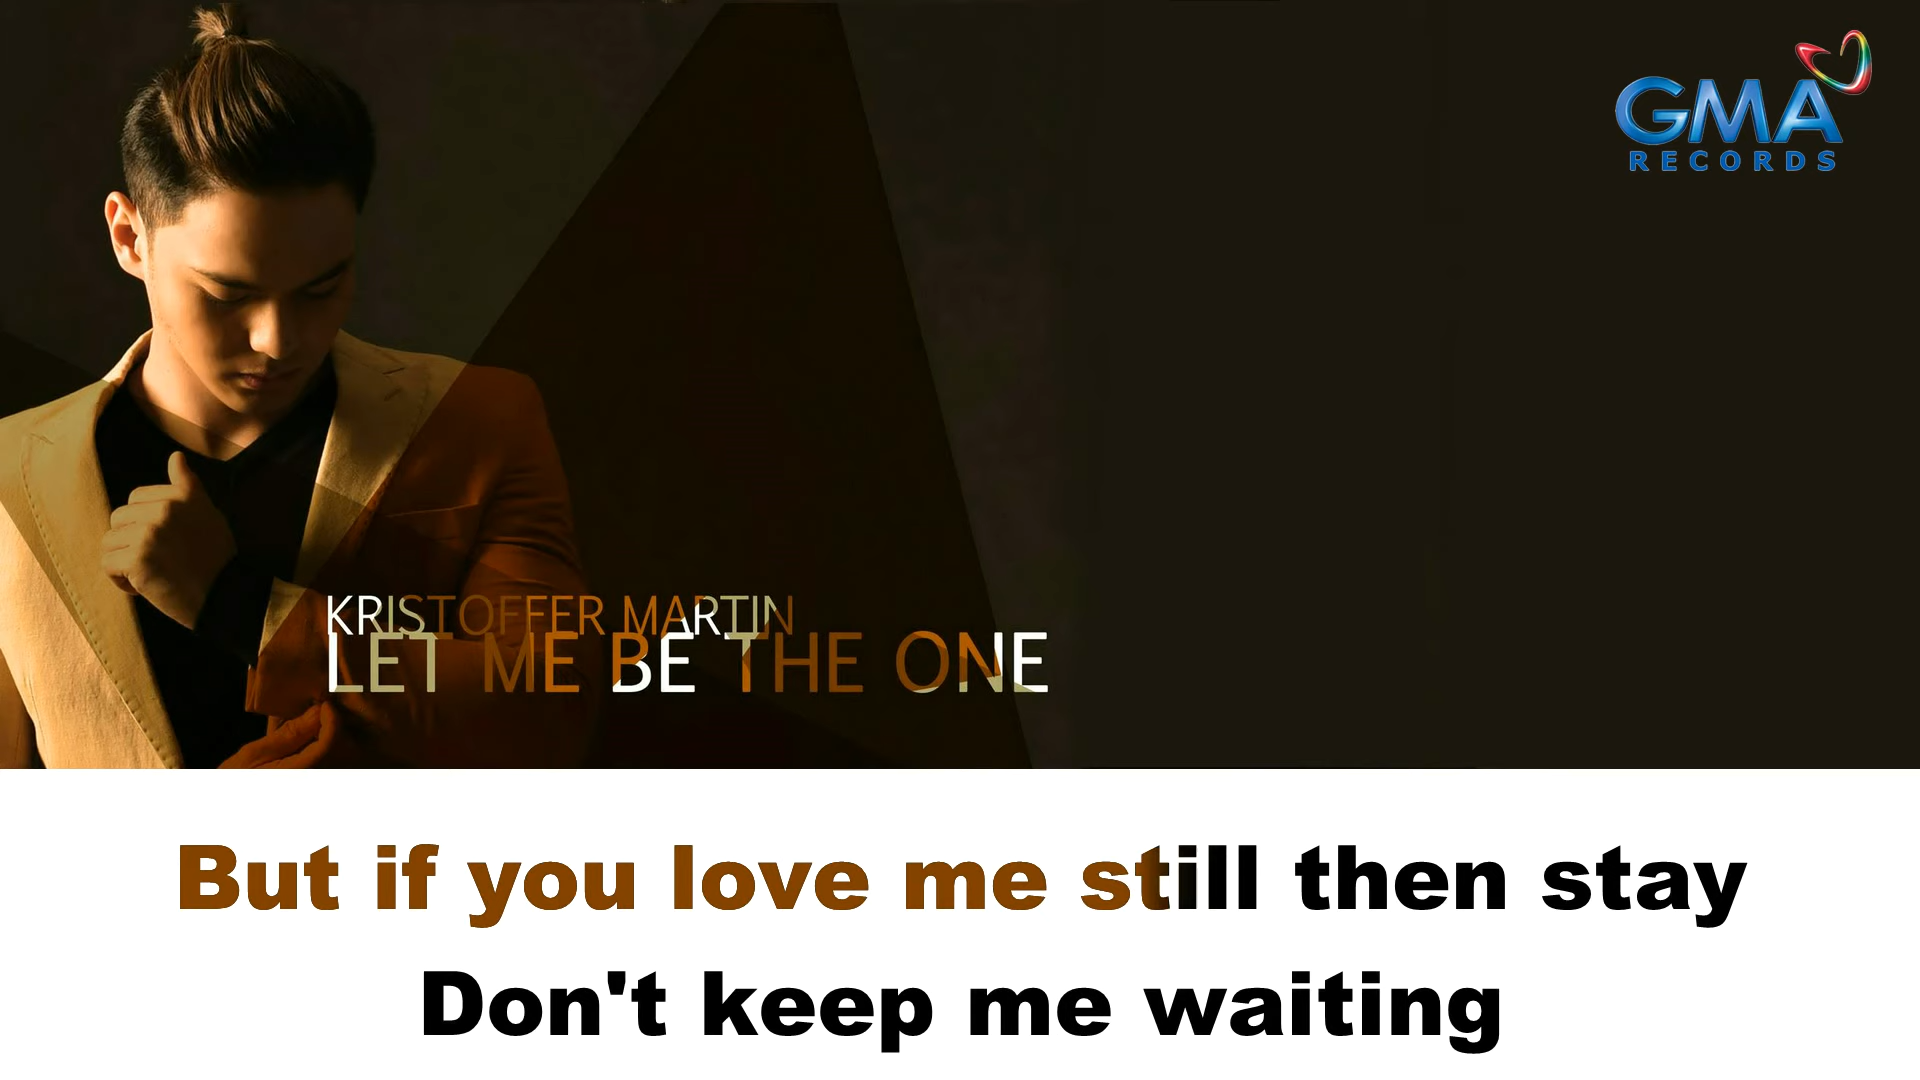 GMA
RECORDS
KRISTOFFER MARTIN
LET ME BE THE ONE
But if you love me still then stay
Don't keep me waiting